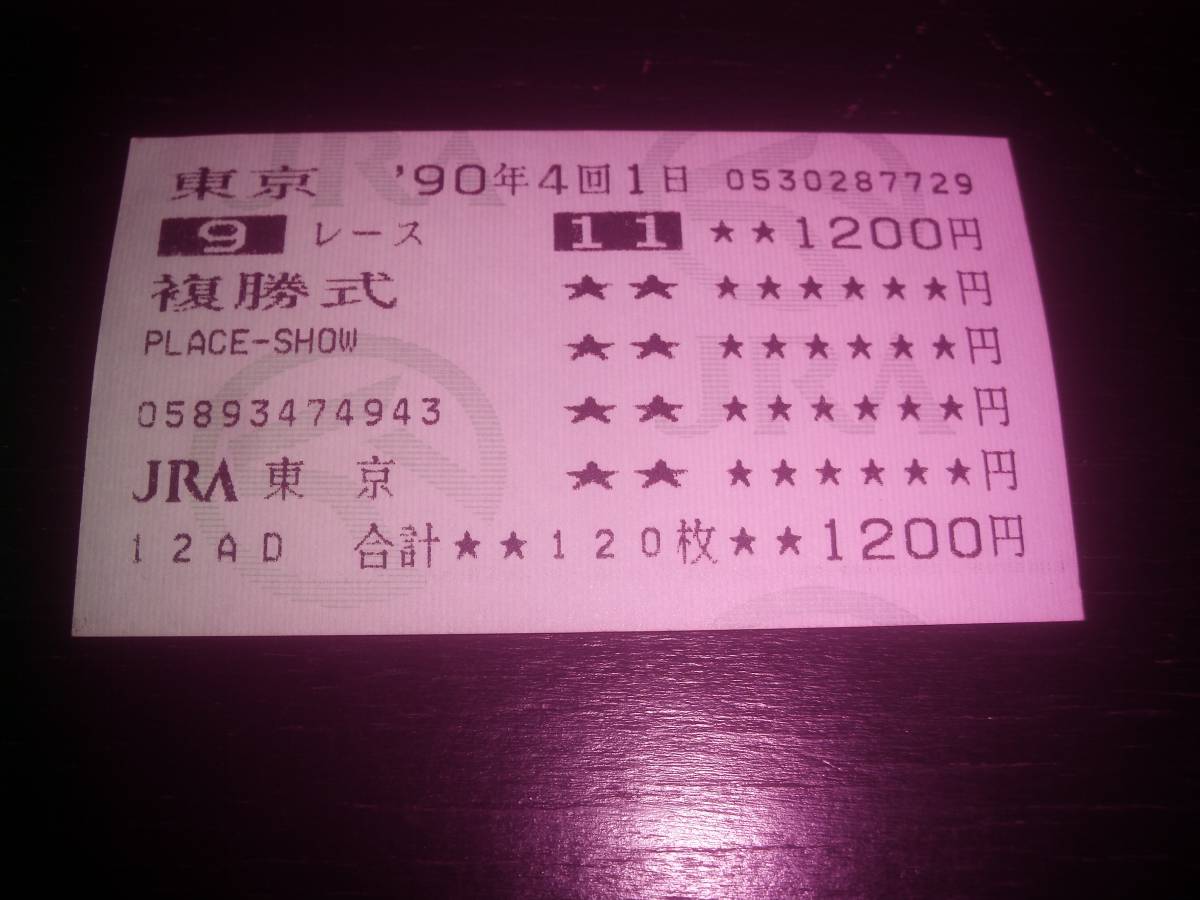 東京 '90年4回1日 0530287729
9 レース 11 ★★1200円
複勝式 ★★ ★★★★★★円
PLACE-SHOW ★★ ★★★★★★円
05893474943 ★★ ★★★★★★円
JRA 東 京 ★★ ★★★★★★円
12AD 合計★★120枚★★1200円